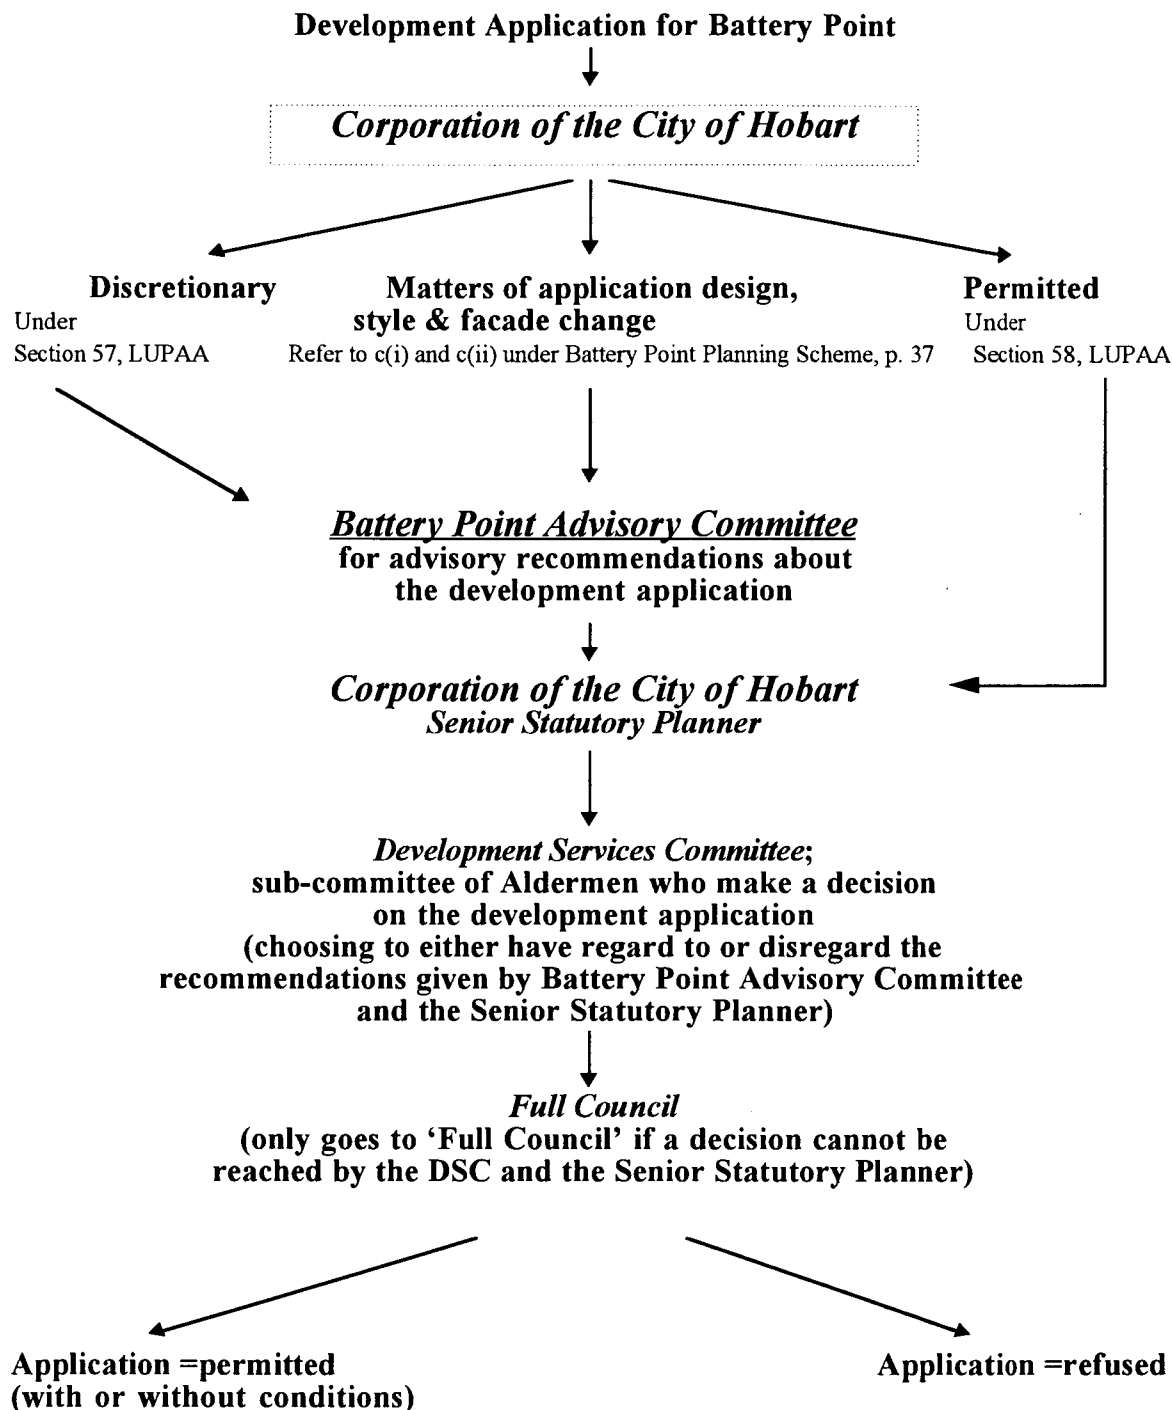 Development Application for Battery Point
Corporation of the City of Hobart
Discretionary
Under
Section 57, LUPAA
Matters of application design,
style & facade change
Refer to c(i) and c(ii) under Battery Point Planning Scheme, p. 37
Permitted
Under
Section 58, LUPAA
Battery Point Advisory Committee
for advisory recommendations about
the development application
Corporation of the City of Hobart
Senior Statutory Planner
Development Services Committee;
sub-committee of Aldermen who make a decision
on the development application
(choosing to either have regard to or disregard the
recommendations given by Battery Point Advisory Committee
and the Senior Statutory Planner)
Full Council
(only goes to ‘Full Council’ if a decision cannot be
reached by the DSC and the Senior Statutory Planner)
Application =permitted
(with or without conditions)
Application =refused